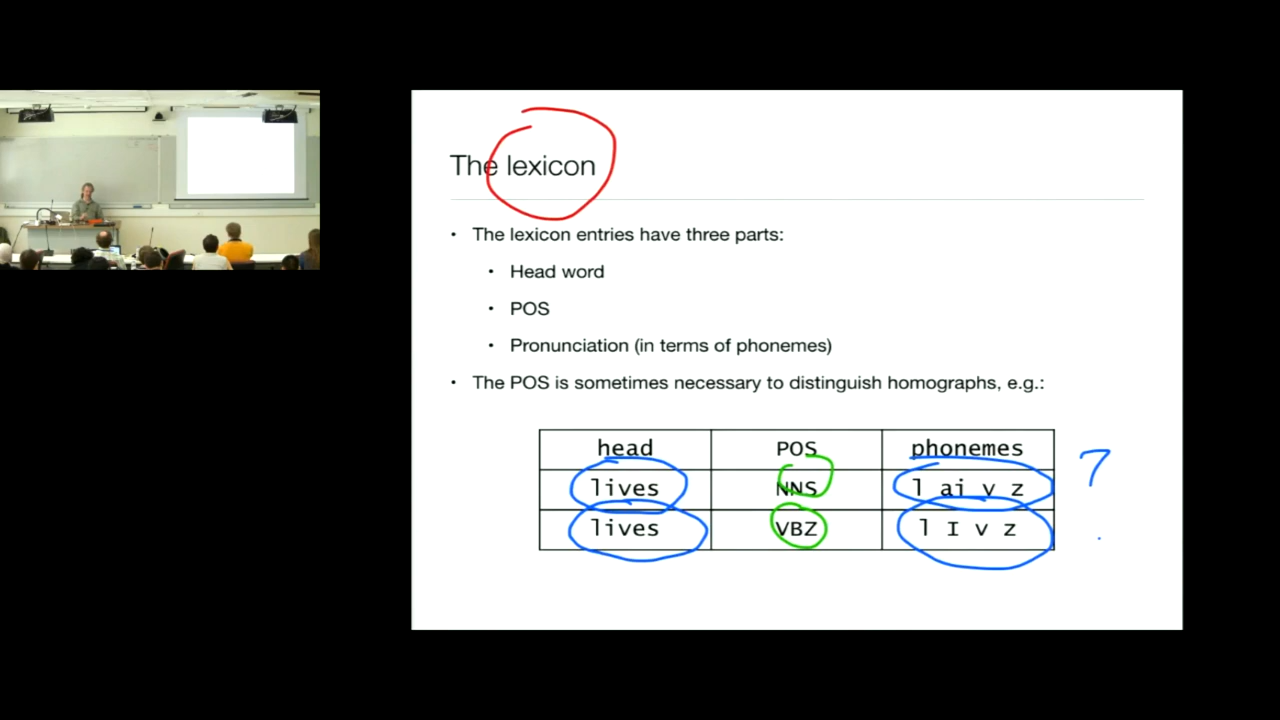 The lexicon
• The lexicon entries have three parts:
• Head word
• POS
• Pronunciation (in terms of phonemes)
• The POS is sometimes necessary to distinguish homographs, e.g.:
head POS phonemes
lives NNS l ai v z ?
lives VBZ l I v z